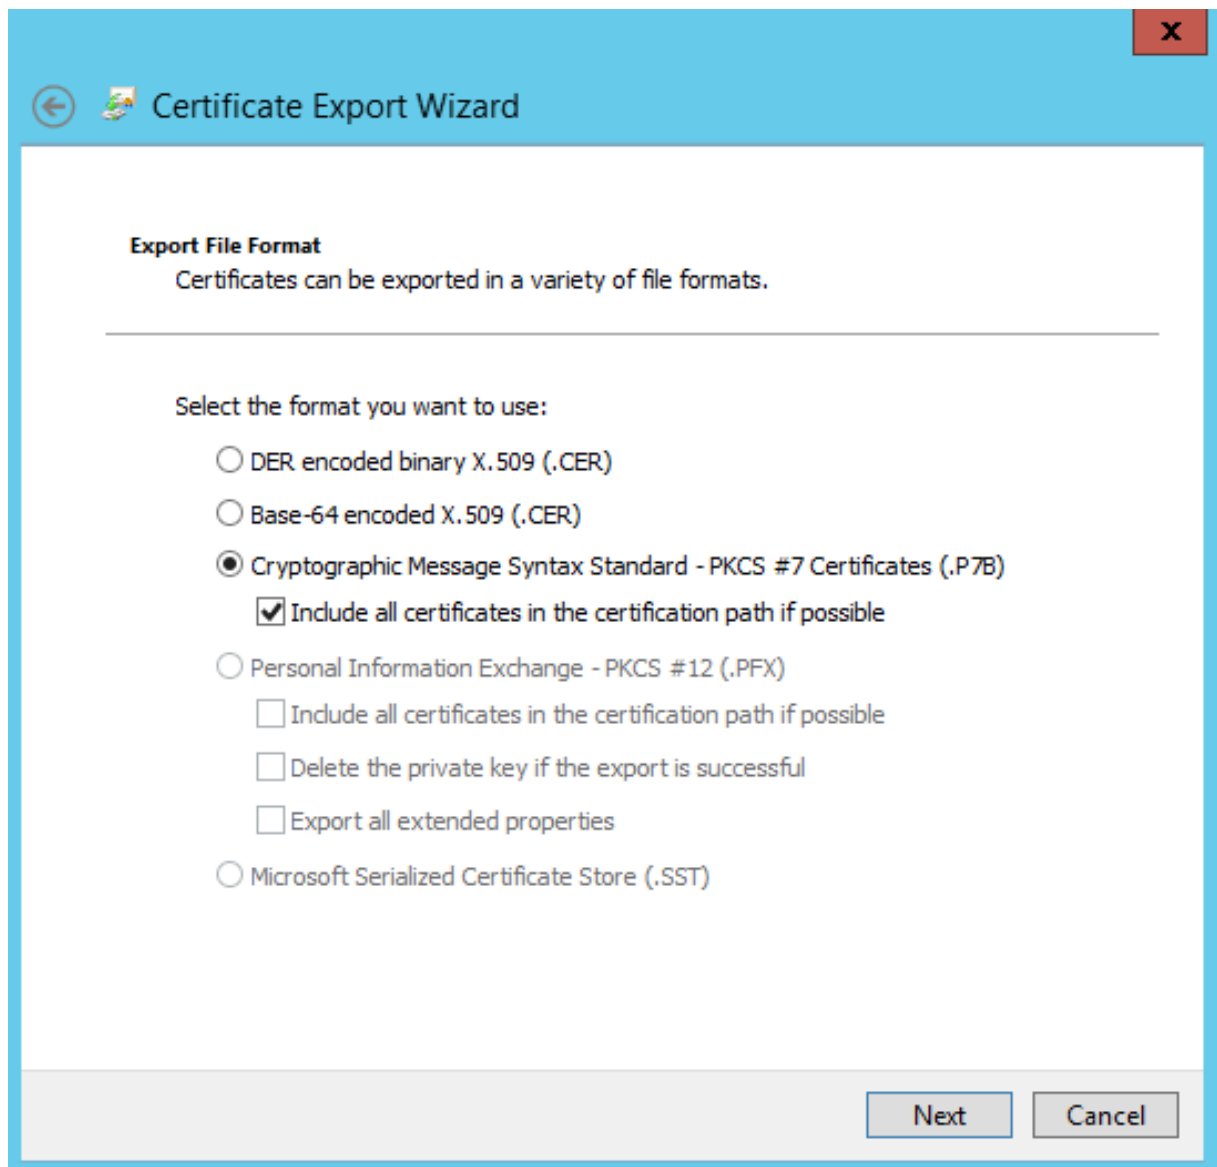 x
Certificate Export Wizard
Export File Format
Certificates can be exported in a variety of file formats.
Select the format you want to use:
DER encoded binary X.509 (.CER)
Base-64 encoded X.509 (.CER)
Cryptographic Message Syntax Standard - PKCS #7 Certificates (.P7B)
Include all certificates in the certification path if possible
Personal Information Exchange - PKCS #12 (.PFX)
Include all certificates in the certification path if possible
Delete the private key if the export is successful
Export all extended properties
Microsoft Serialized Certificate Store (.SST)
Next Cancel